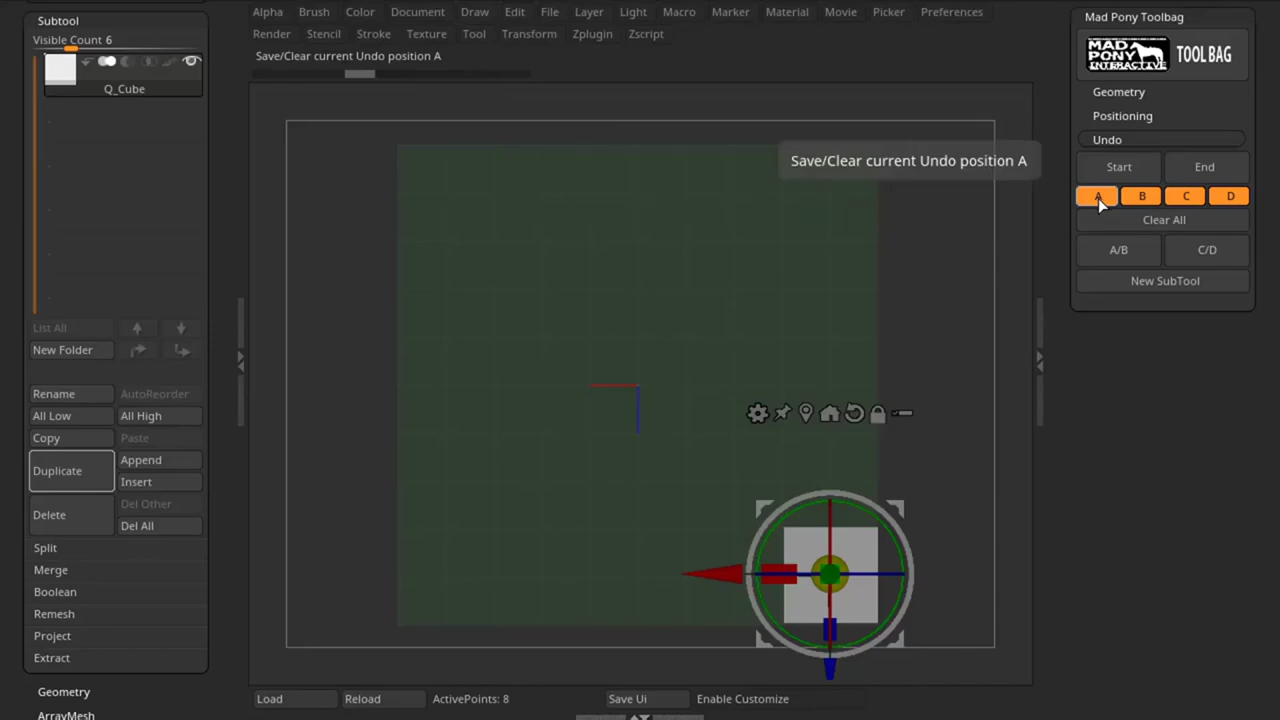 Subtool
Visible Count 6
Q_Cube
List All
New Folder
Rename
AutoReorder
All Low
All High
Copy
Paste
Duplicate
Append
Insert
Delete
Del Other
Del All
Split
Merge
Boolean
Remesh
Project
Extract
Geometry
ArrayMesh
Alpha Brush Color Document Draw Edit File Layer Light Macro Marker Material Movie Picker Preferences
Render Stencil Stroke Texture Tool Transform Zplugin Zscript
Save/Clear current Undo position A
Save/Clear current Undo position A
Load
Reload
ActivePoints: 8
Save Ui
Enable Customize
Mad Pony Toolbag
MAD PONY INTERACTIVE TOOL BAG
Geometry
Positioning
Undo
Start End
A B C D
Clear All
A/B C/D
New SubTool